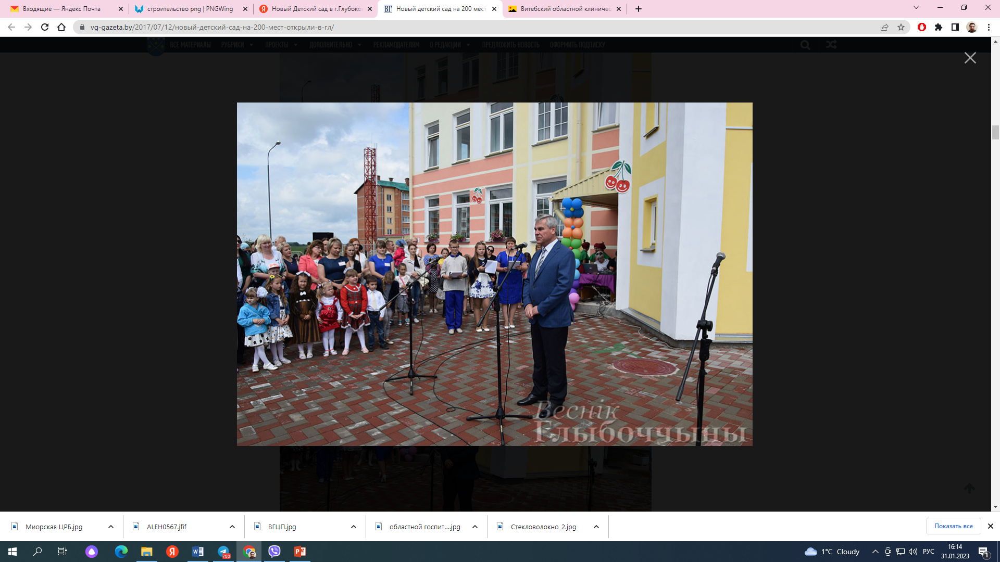 Входящие — Яндекс Почта
строительство png | PNGWing
Новый Детский сад в г.Глубоко
Новый детский сад на 200 мест
Витебский областной клиничес
vg-gazeta.by/2017/07/12/новый-детский-сад-на-200-мест-открыли-в-гл/
ВСЕ МАТЕРИАЛЫ РУБРИКИ ПРОЕКТЫ ДОПОЛНИТЕЛЬНО РЕКЛАМОДАТЕЛЯМ О РЕДАКЦИИ ПРЕДЛОЖИТЬ НОВОСТЬ ОФОРМИТЬ ПОДПИСКУ
Веснік
Глыбоччыны
Миорская ЦРБ.jpg
ALEH0567.jfif
ВГЦП.jpg
областной госпит....jpg
Стекловолокно_2.jpg
Показать все
700
1°C Cloudy
РУС
16:14
31.01.2023
1